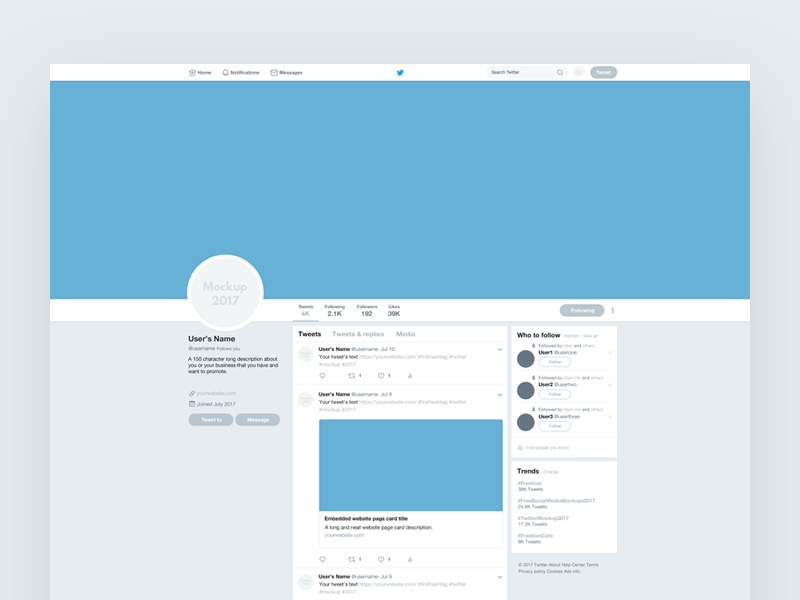 Home Notifications Messages Search Twitter Tweet
Mockup
2017
Tweets Following Followers Likes
4K 2.1K 192 39K
Following
User's Name
@username Follows you
A 150 character long description about
you or your business that you have and
want to promote.
yourwebsite.com
Joined July 2017
Tweet to Message
Tweets Tweets & replies Media
User's Name @username· Jul 10
Your tweet's text https://yourwebsite.com/ #firsthashtag #twitter
#mockup #2017
1 1
User's Name @username· Jul 9
Your tweet's text https://yourwebsite.com/ #firsthashtag #twitter
#mockup #2017
Embedded website page card title
A long and neat website page card description.
yourwebsite.com
1 1
User's Name @username· Jul 9
Your tweet's text https://yourwebsite.com/ #firsthashtag #twitter
#mockup #2017
Who to follow · Refresh · View all
Followed by User and others
User1 @userone
Follow
Followed by and others
User2 @usertwo
Follow
Followed by and others
User3 @userthree
Follow
Find people you know
Trends · Change
#Freebies
39K Tweets
#FreeSocialMediaMockups2017
24.9K Tweets
#TwitterMockup2017
17.2K Tweets
#FreebiesCafe
9K Tweets
© 2017 Twitter About Help Center Terms
Privacy policy Cookies Ads info